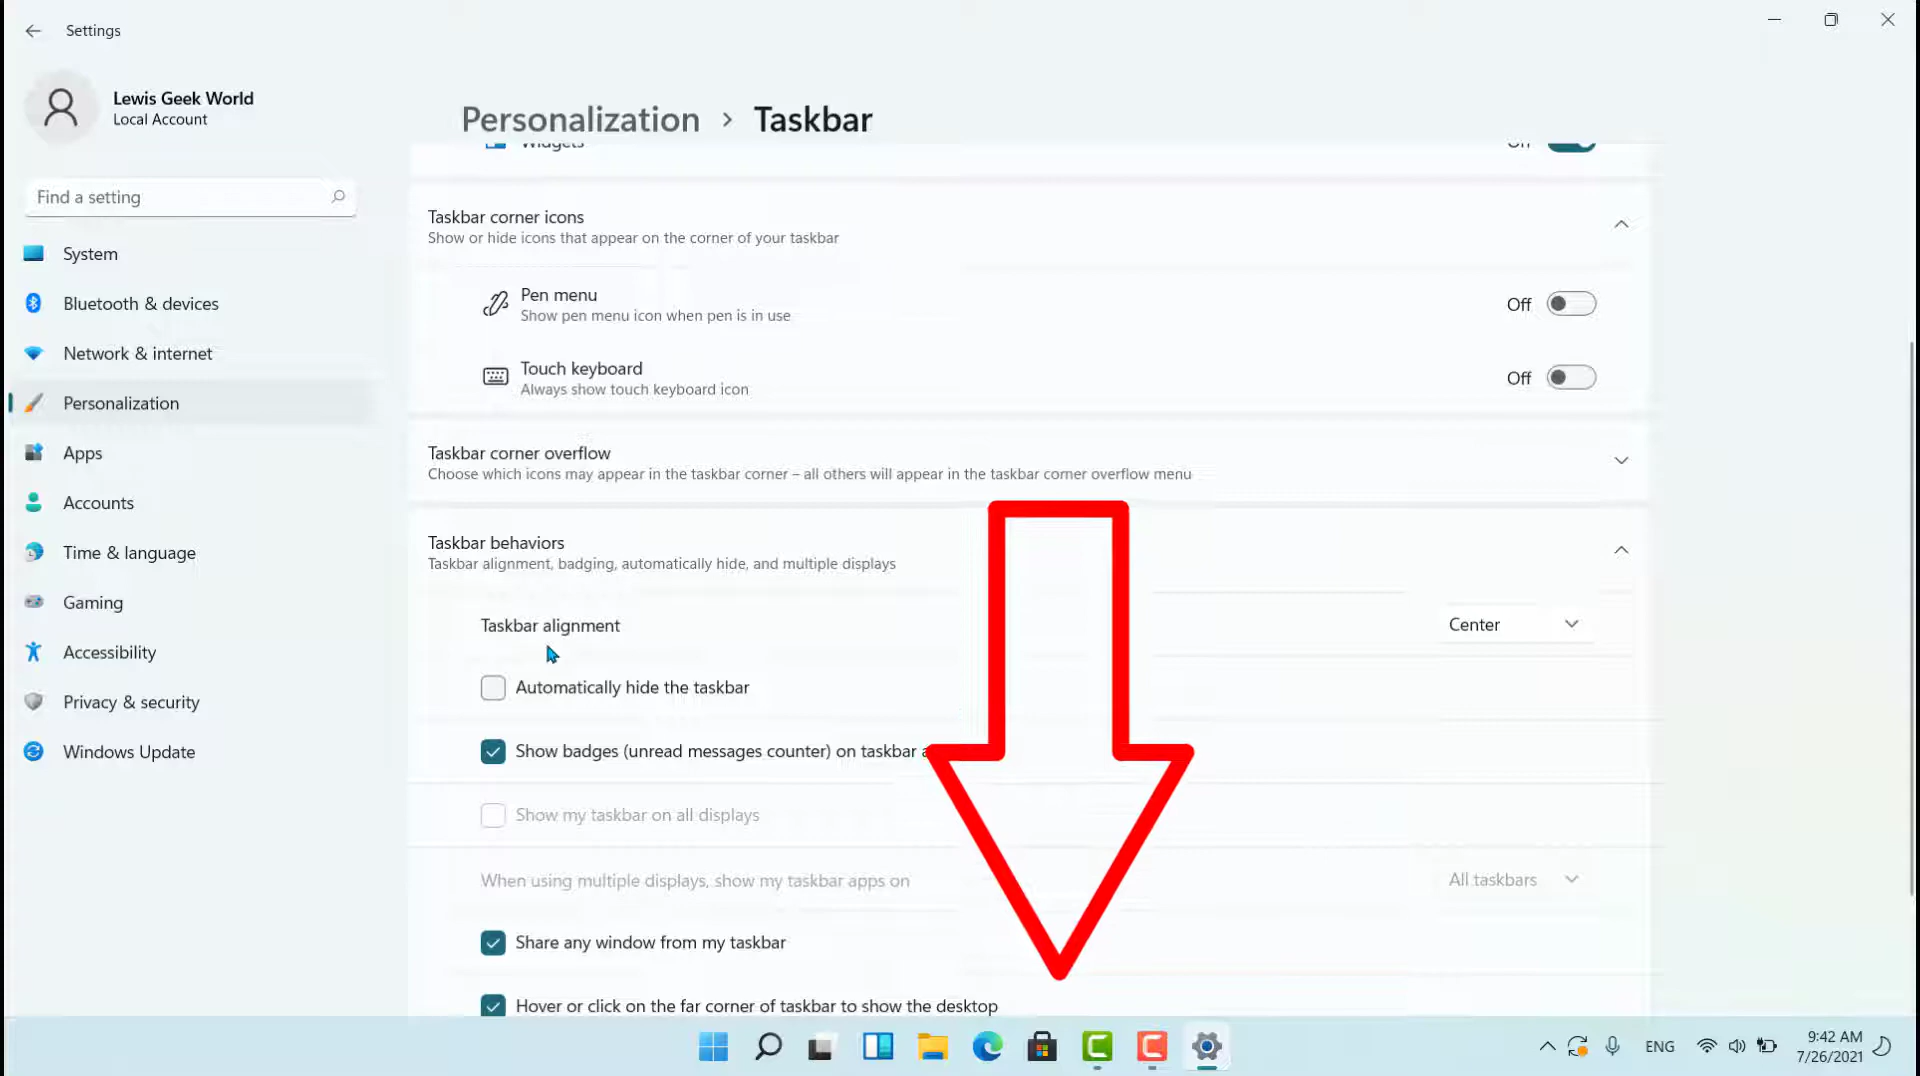 Settings
Lewis Geek World
Local Account
Find a setting
System
Bluetooth & devices
Network & internet
Personalization
Apps
Accounts
Time & language
Gaming
Accessibility
Privacy & security
Windows Update
Personalization > Taskbar
Widgets
Taskbar corner icons
Show or hide icons that appear on the corner of your taskbar
Pen menu
Show pen menu icon when pen is in use
Off
Touch keyboard
Always show touch keyboard icon
Off
Taskbar corner overflow
Choose which icons may appear in the taskbar corner – all others will appear in the taskbar corner overflow menu
Taskbar behaviors
Taskbar alignment, badging, automatically hide, and multiple displays
Taskbar alignment
Center
Automatically hide the taskbar
Show badges (unread messages counter) on taskbar
Show my taskbar on all displays
When using multiple displays, show my taskbar apps on
All taskbars
Share any window from my taskbar
Hover or click on the far corner of taskbar to show the desktop
ENG
9:42 AM
7/26/2021